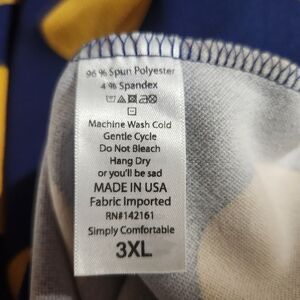 96 % Spun Polyester
4 % Spandex
Machine Wash Cold
Gentle Cycle
Do Not Bleach
Hang Dry
or you'll be sad
MADE IN USA
Fabric Imported
RN#142161
Simply Comfortable
3XL